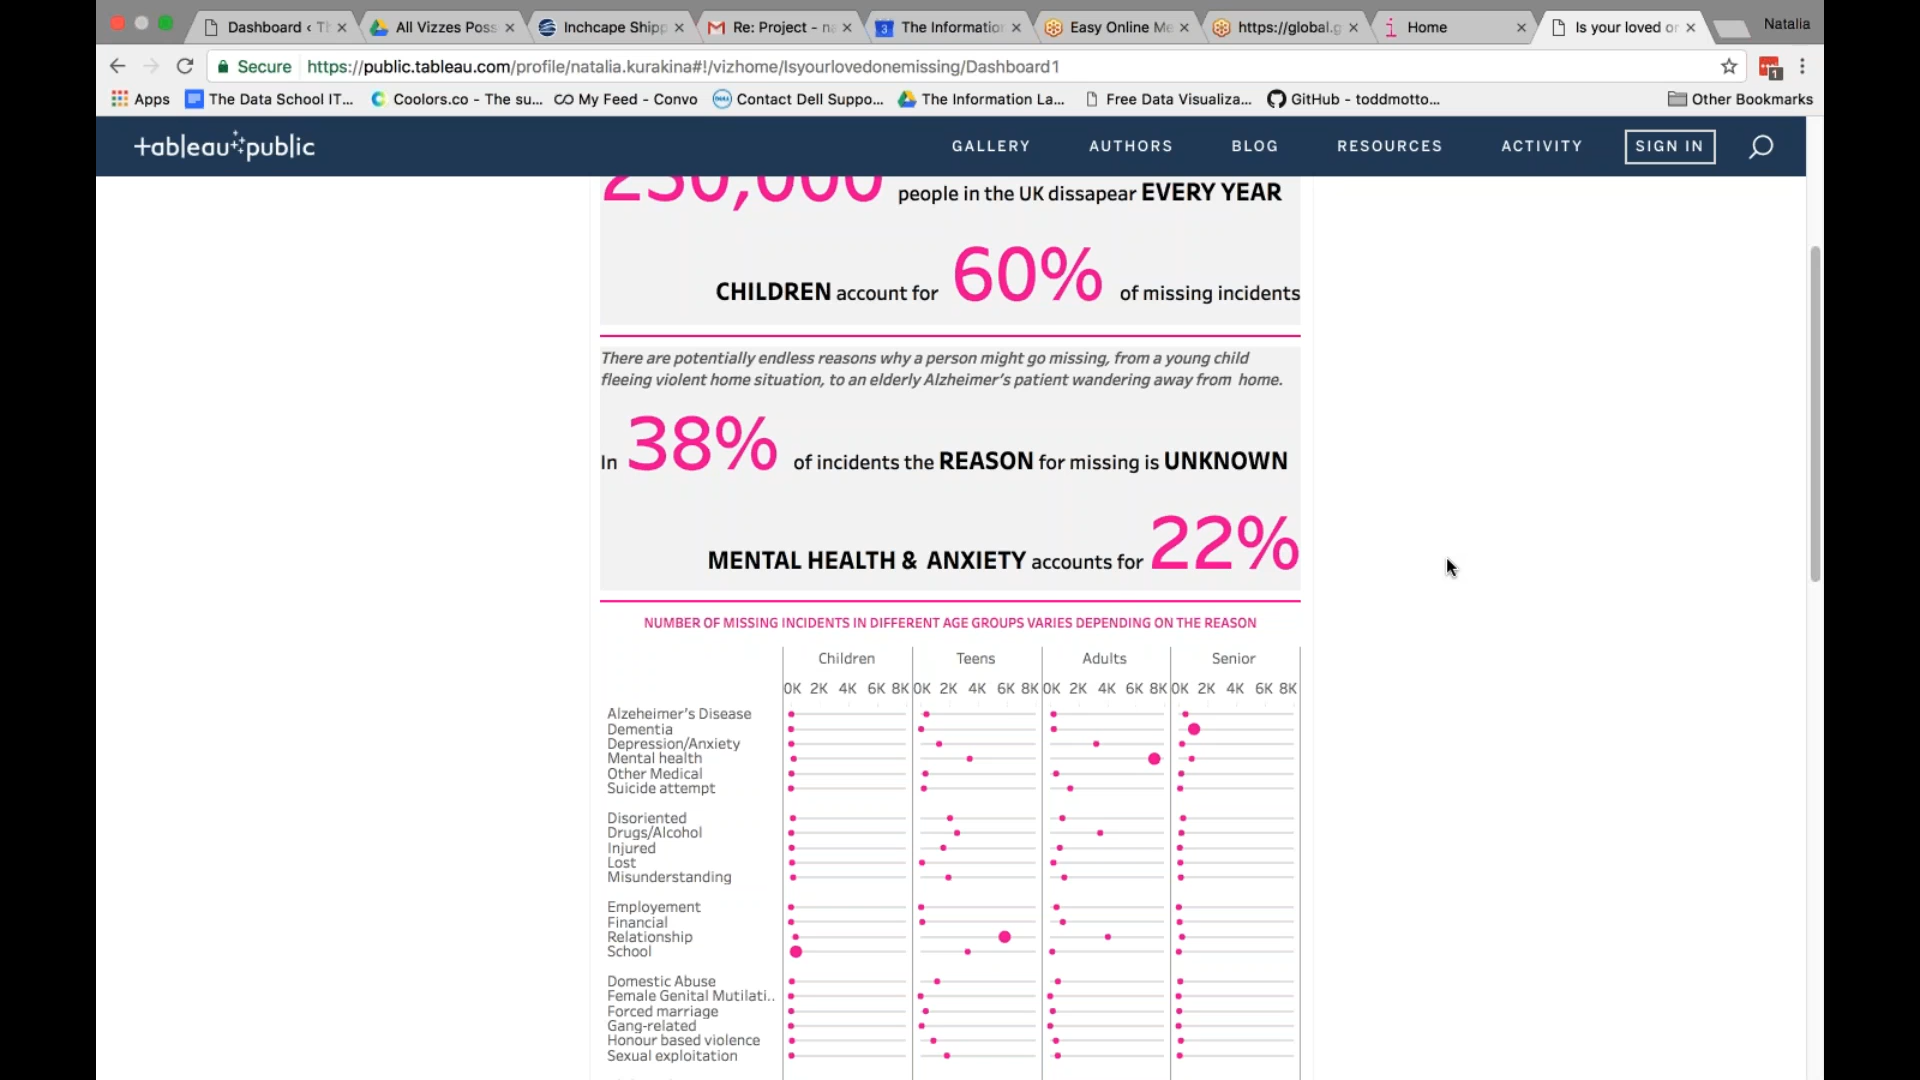 Dashboard ‹ Th
All Vizzes Poss
Inchcape Shipp
Re: Project - na
The Information
Easy Online Me
https://global.g
Home
Is your loved or
Natalia
Secure
https://public.tableau.com/profile/natalia.kurakina#!/vizhome/Isyourlovedonemissing/Dashboard1
1
Apps
The Data School IT...
Coolors.co - The su...
My Feed - Convo
Contact Dell Suppo...
The Information La...
Free Data Visualiza...
GitHub - toddmotto...
Other Bookmarks
tableau public
GALLERY
AUTHORS
BLOG
RESOURCES
ACTIVITY
SIGN IN
230,000 people in the UK dissapear EVERY YEAR
CHILDREN account for 60% of missing incidents
There are potentially endless reasons why a person might go missing, from a young child
fleeing violent home situation, to an elderly Alzheimer's patient wandering away from home.
In 38% of incidents the REASON for missing is UNKNOWN
MENTAL HEALTH & ANXIETY accounts for 22%
NUMBER OF MISSING INCIDENTS IN DIFFERENT AGE GROUPS VARIES DEPENDING ON THE REASON
Children Teens Adults Senior
0K 2K 4K 6K 8K 0K 2K 4K 6K 8K 0K 2K 4K 6K 8K 0K 2K 4K 6K 8K
Alzeheimer's Disease
Dementia
Depression/Anxiety
Mental health
Other Medical
Suicide attempt
Disoriented
Drugs/Alcohol
Injured
Lost
Misunderstanding
Employement
Financial
Relationship
School
Domestic Abuse
Female Genital Mutilati..
Forced marriage
Gang-related
Honour based violence
Sexual exploitation